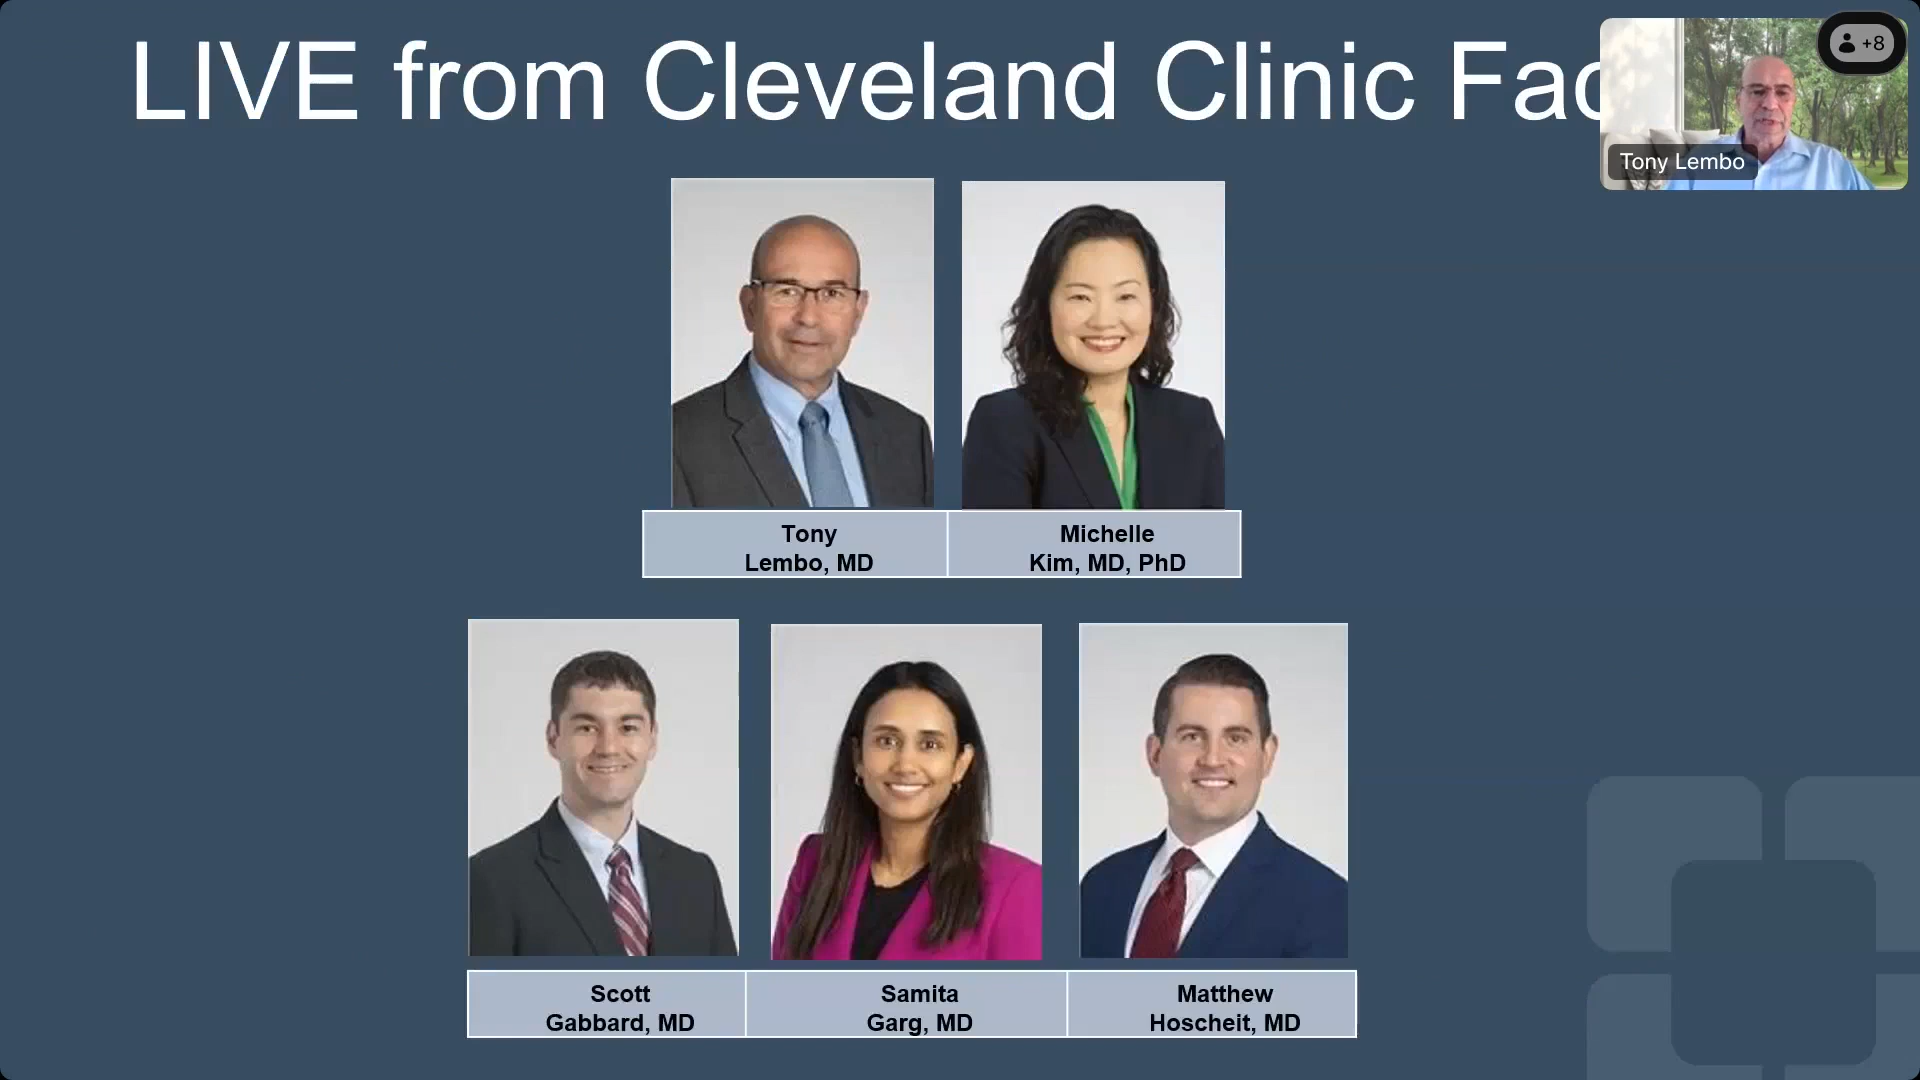 LIVE from Cleveland Clinic Fac
+8
Tony Lembo
Tony
Lembo, MD
Michelle
Kim, MD, PhD
Scott
Gabbard, MD
Samita
Garg, MD
Matthew
Hoscheit, MD